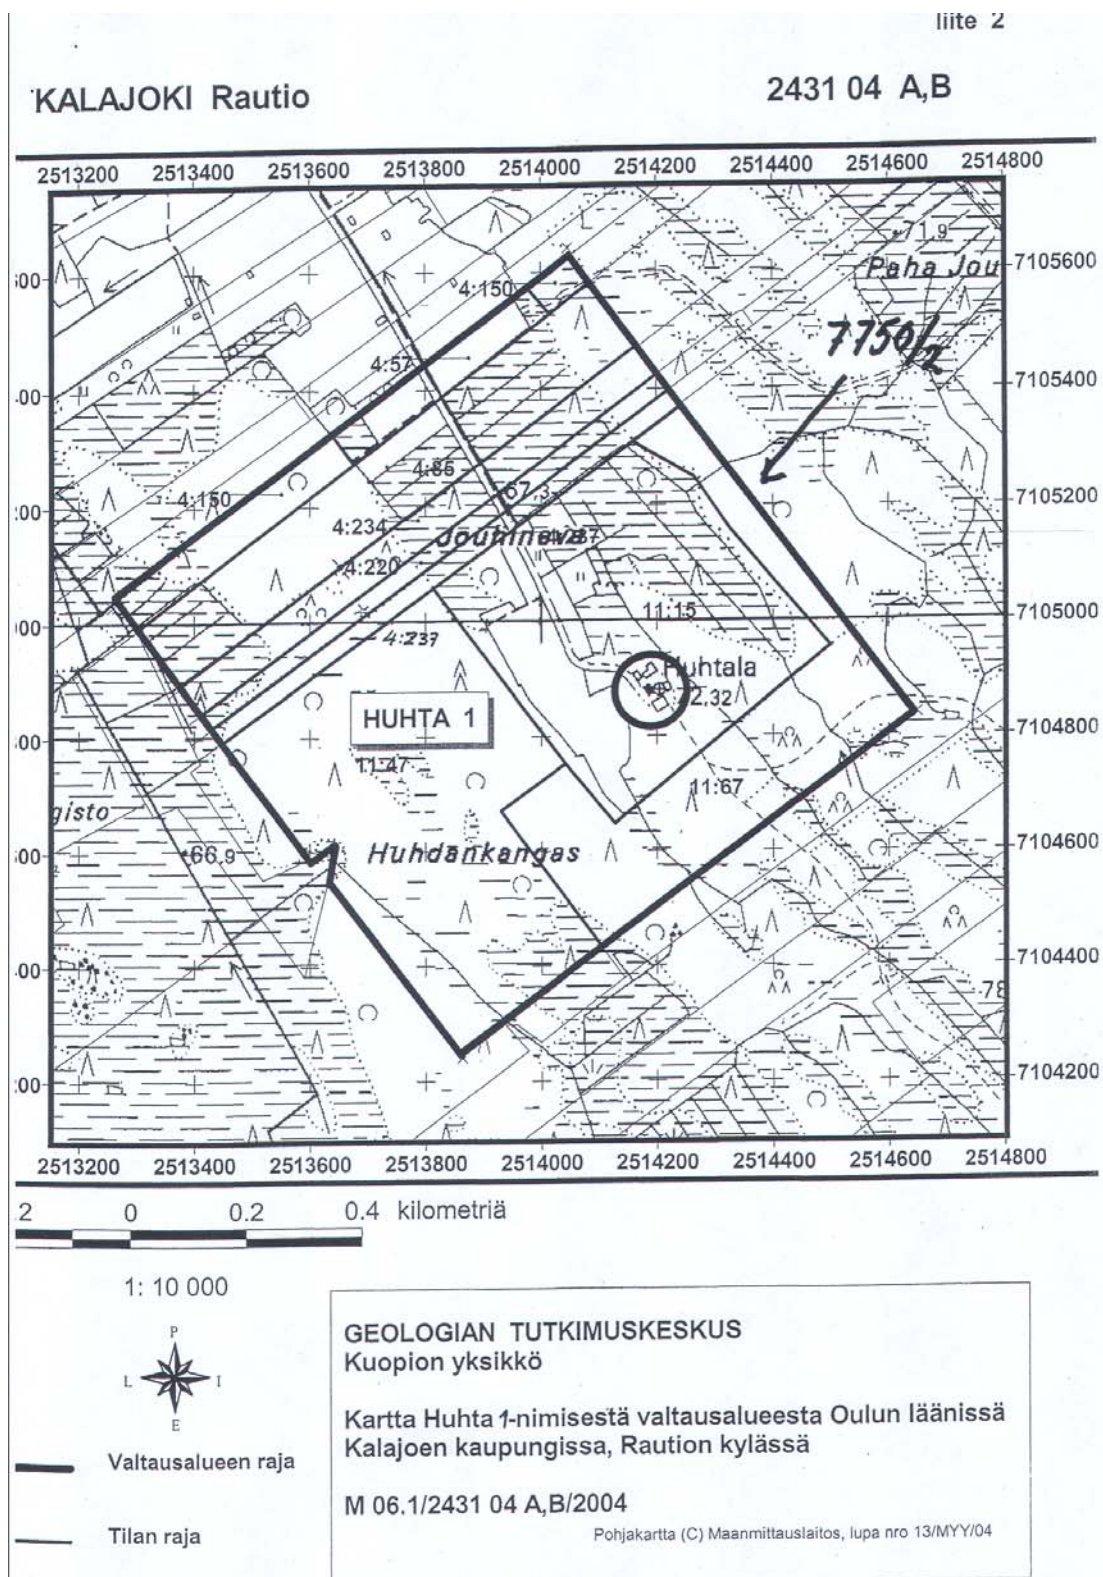 liite 2
KALAJOKI Rautio
2431 04 A,B
2513200 2513400 2513600 2513800 2514000 2514200 2514400 2514600 2514800
71,9
Paha Jou
4:150
7105600
7750/2
4:57
7105400
4:85
4:150
67,3
7105200
4:234
Jouhineva
4:220
11:15
7105000
4:237
Huhtala
HUHTA 1
7104800
11:47
11:67
gisto
66,9
Huhdankangas
7104600
7104400
78
7104200
2513200 2513400 2513600 2513800 2514000 2514200 2514400 2514600 2514800
2 0 0.2 0.4 kilometriä
1: 10 000
P
L I
E
Valtausalueen raja
Tilan raja
GEOLOGIAN TUTKIMUSKESKUS
Kuopion yksikkö
Kartta Huhta 1-nimisestä valtausalueesta Oulun läänissä
Kalajoen kaupungissa, Raution kylässä
M 06.1/2431 04 A,B/2004
Pohjakartta (C) Maanmittauslaitos, lupa nro 13/MYY/04